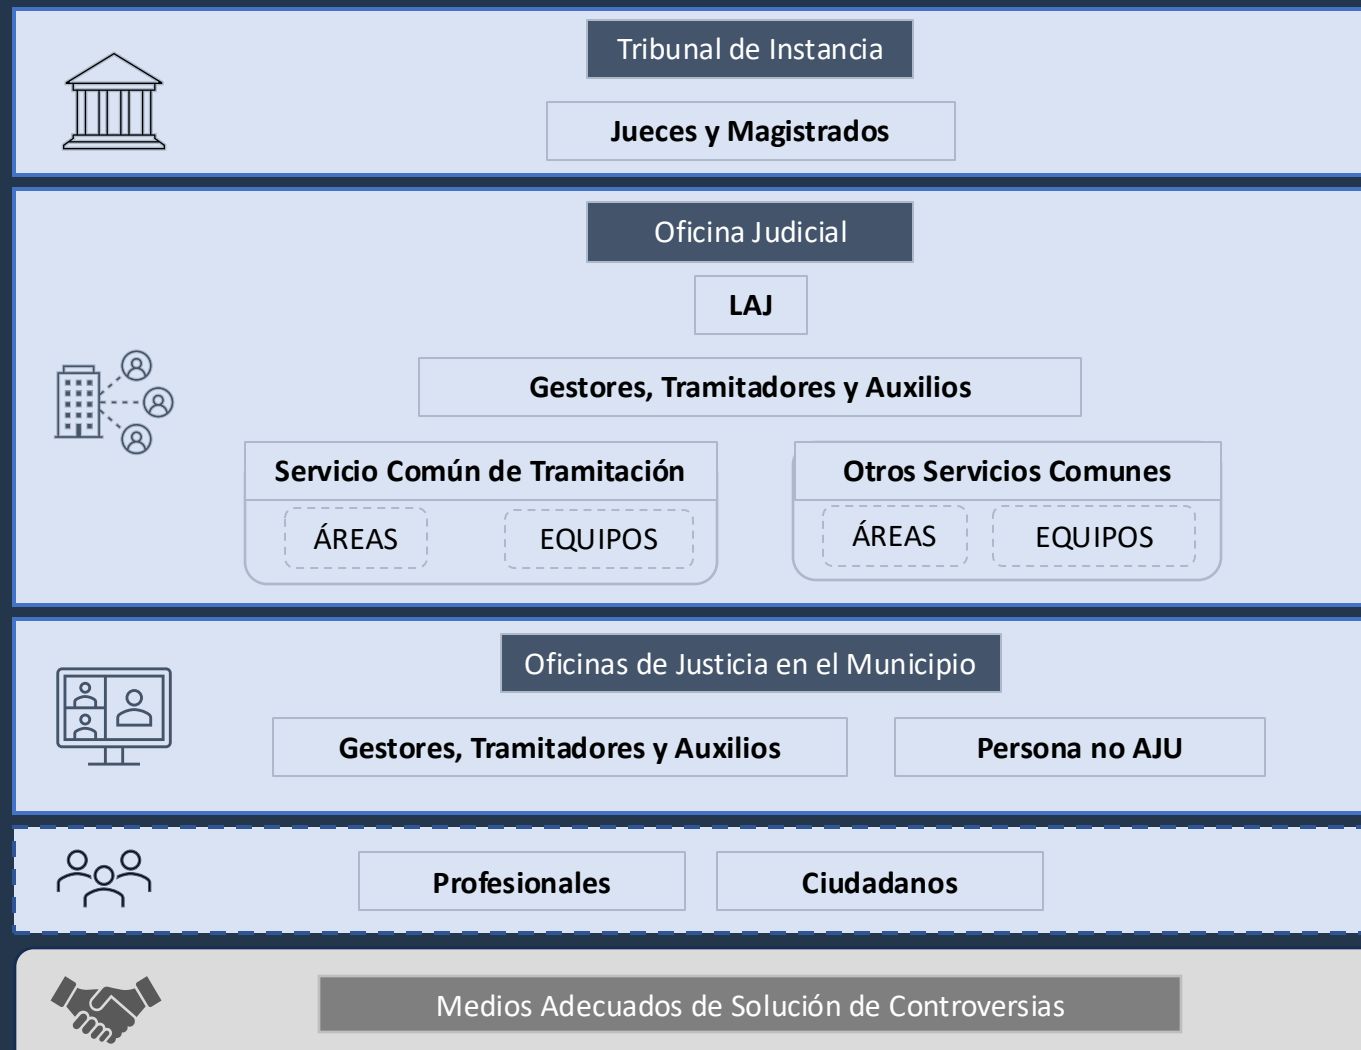 Tribunal de Instancia
Jueces y Magistrados
Oficina Judicial
LAJ
Gestores, Tramitadores y Auxilios
Servicio Común de Tramitación
ÁREAS
EQUIPOS
Otros Servicios Comunes
ÁREAS
EQUIPOS
Oficinas de Justicia en el Municipio
Gestores, Tramitadores y Auxilios
Persona no AJU
Profesionales
Ciudadanos
Medios Adecuados de Solución de Controversias